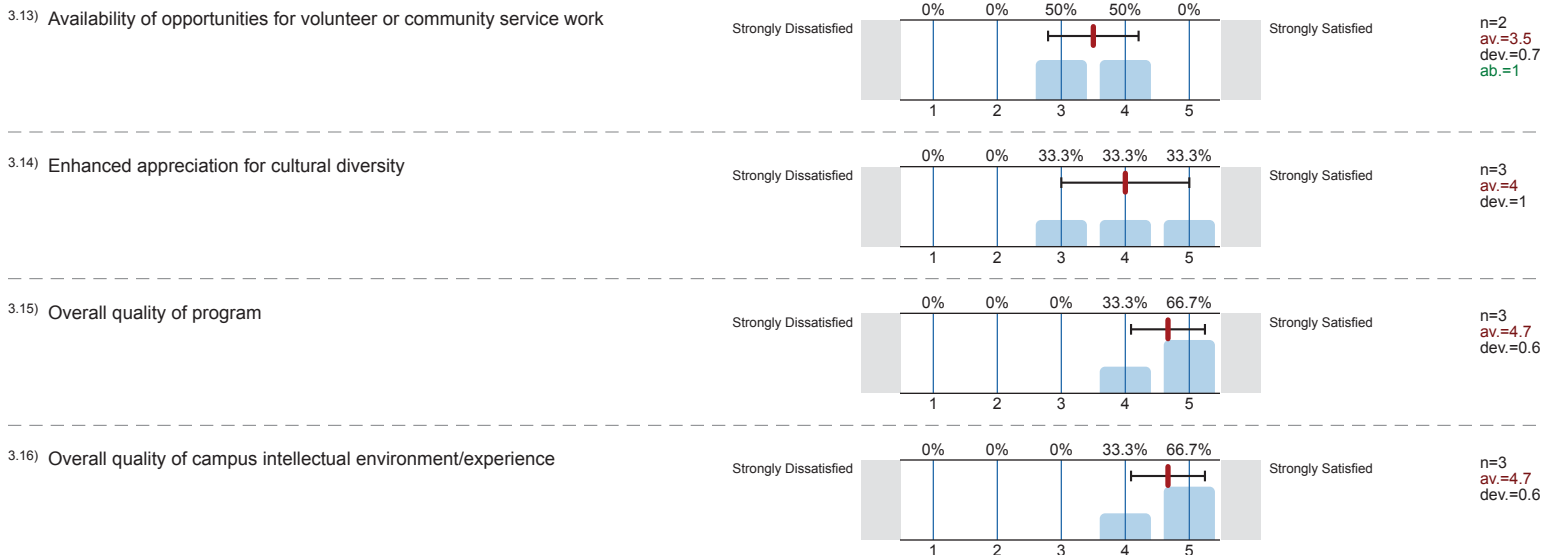 3.13) Availability of opportunities for volunteer or community service work
0% 0% 50% 50% 0%
Strongly Dissatisfied
Strongly Satisfied
n=2
av.=3.5
dev.=0.7
ab.=1
1 2 3 4 5
3.14) Enhanced appreciation for cultural diversity
0% 0% 33.3% 33.3% 33.3%
Strongly Dissatisfied
Strongly Satisfied
n=3
av.=4
dev.=1
1 2 3 4 5
3.15) Overall quality of program
0% 0% 0% 33.3% 66.7%
Strongly Dissatisfied
Strongly Satisfied
n=3
av.=4.7
dev.=0.6
1 2 3 4 5
3.16) Overall quality of campus intellectual environment/experience
0% 0% 0% 33.3% 66.7%
Strongly Dissatisfied
Strongly Satisfied
n=3
av.=4.7
dev.=0.6
1 2 3 4 5